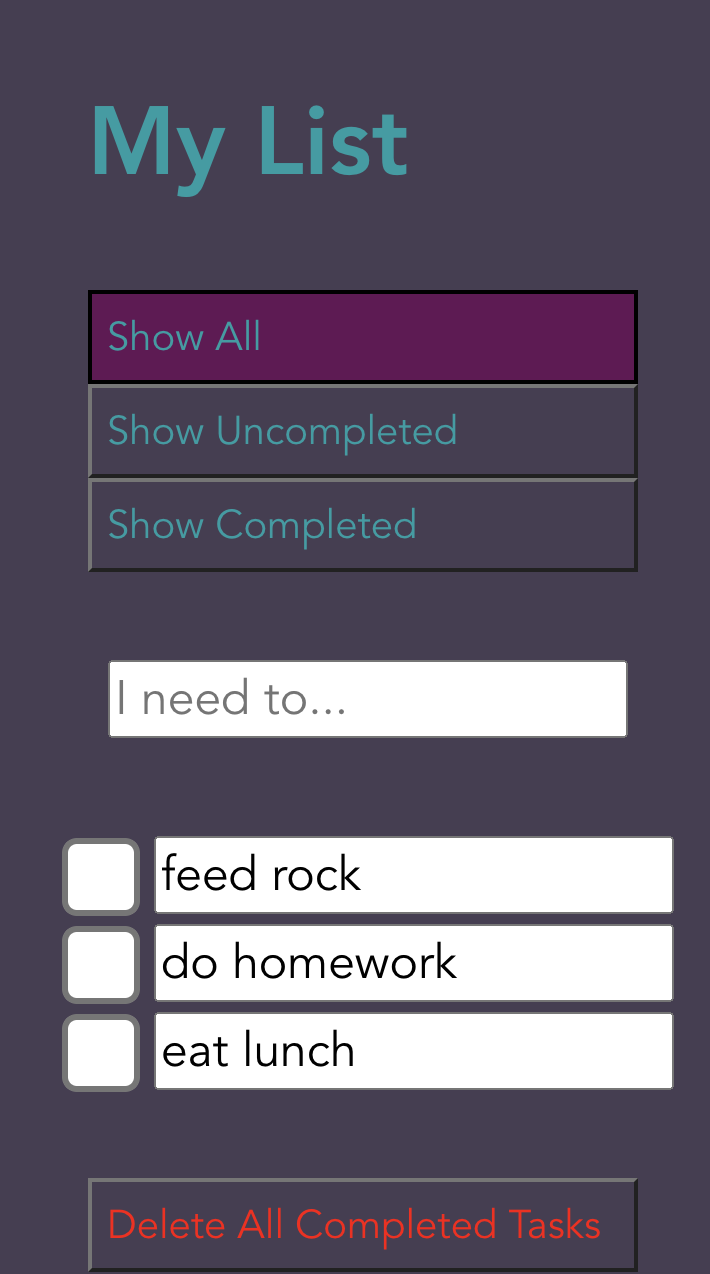 My List
Show All
Show Uncompleted
Show Completed
I need to...
feed rock
do homework
eat lunch
Delete All Completed Tasks